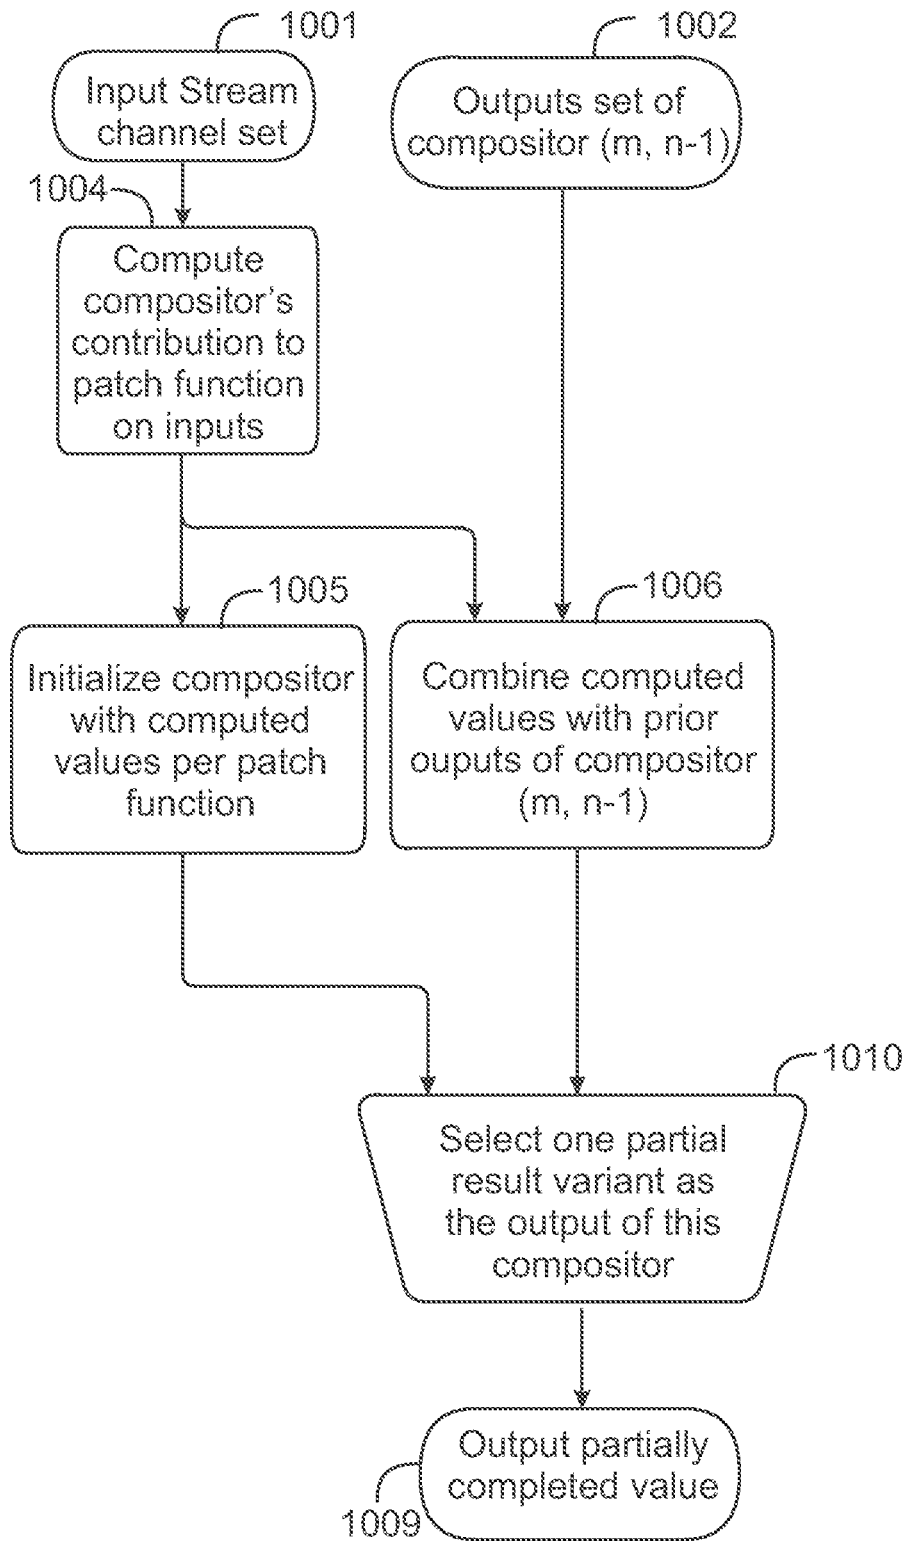 1001
Input Stream
channel set
1002
Outputs set of
compositor (m, n-1)
1004
Compute
compositor's
contribution to
patch function
on inputs
1005
Initialize compositor
with computed
values per patch
function
1006
Combine computed
values with prior
ouputs of compositor
(m, n-1)
1010
Select one partial
result variant as
the output of this
compositor
Output partially
completed value
1009